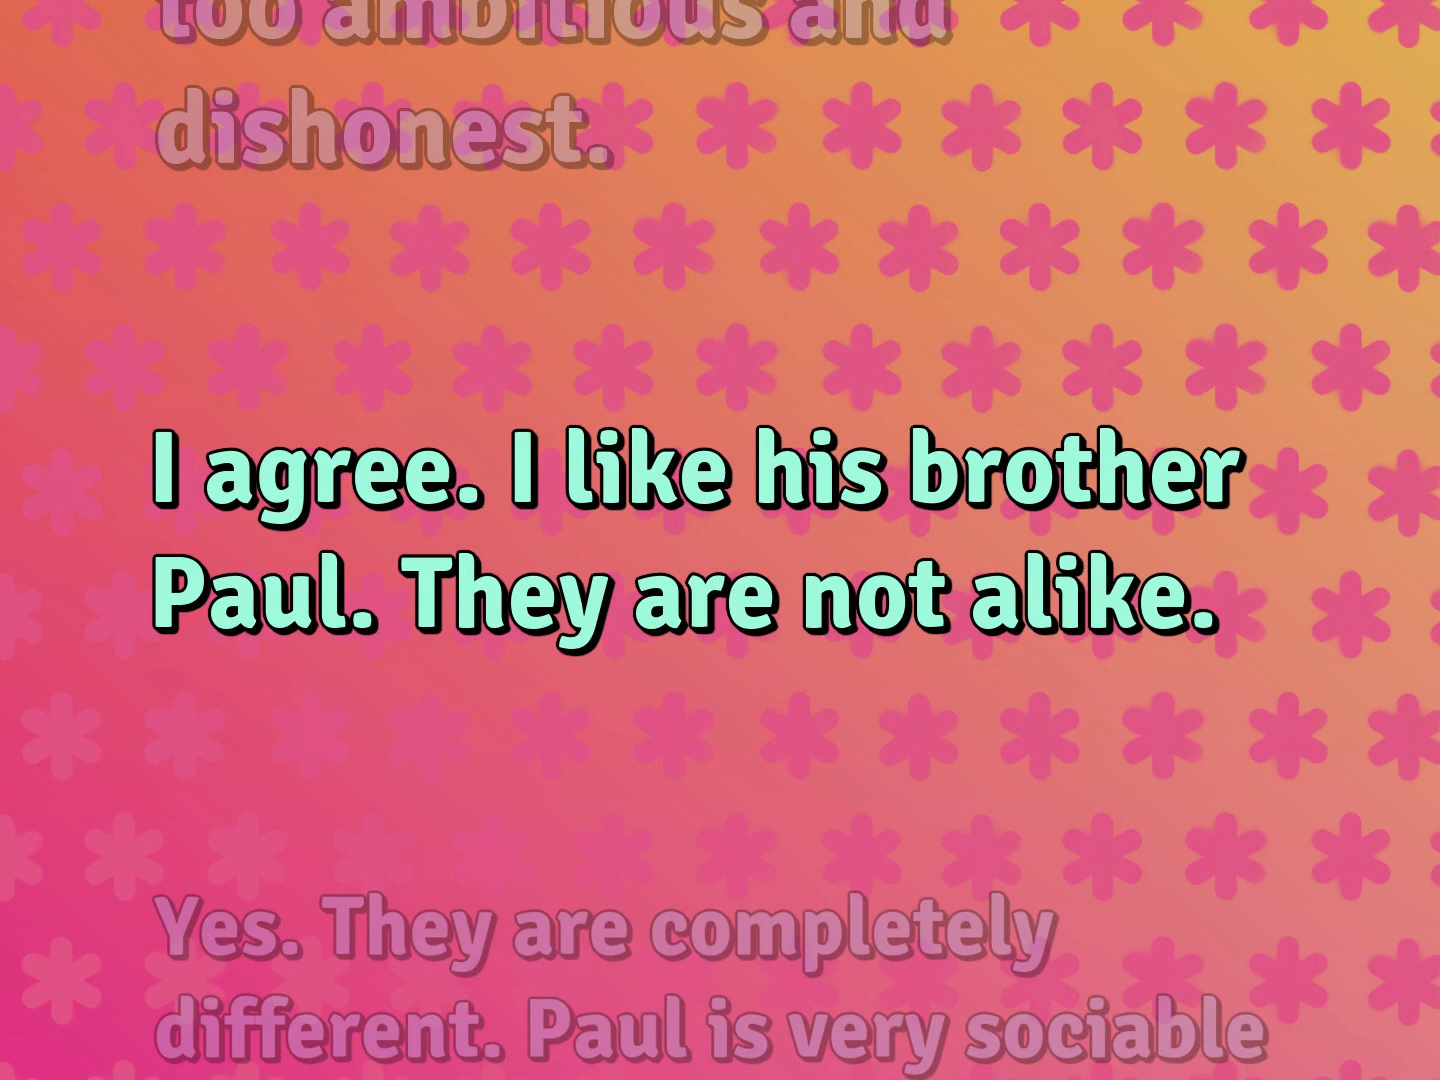 too ambitious and
dishonest.
I agree. I like his brother
Paul. They are not alike.
Yes. They are completely
different. Paul is very sociable